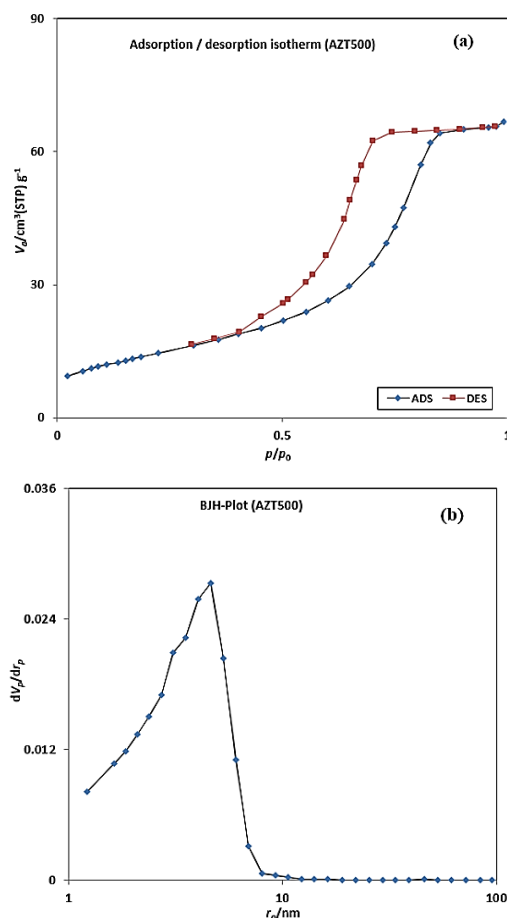 90
Adsorption / desorption isotherm (AZT500)
(a)
60
Va/cm³(STP) g⁻¹
30
0
ADS
DES
0
0.5
1
p/p₀
0.036
BJH-Plot (AZT500)
(b)
0.024
dVp/drp
0.012
0
1
10
100
rp/nm